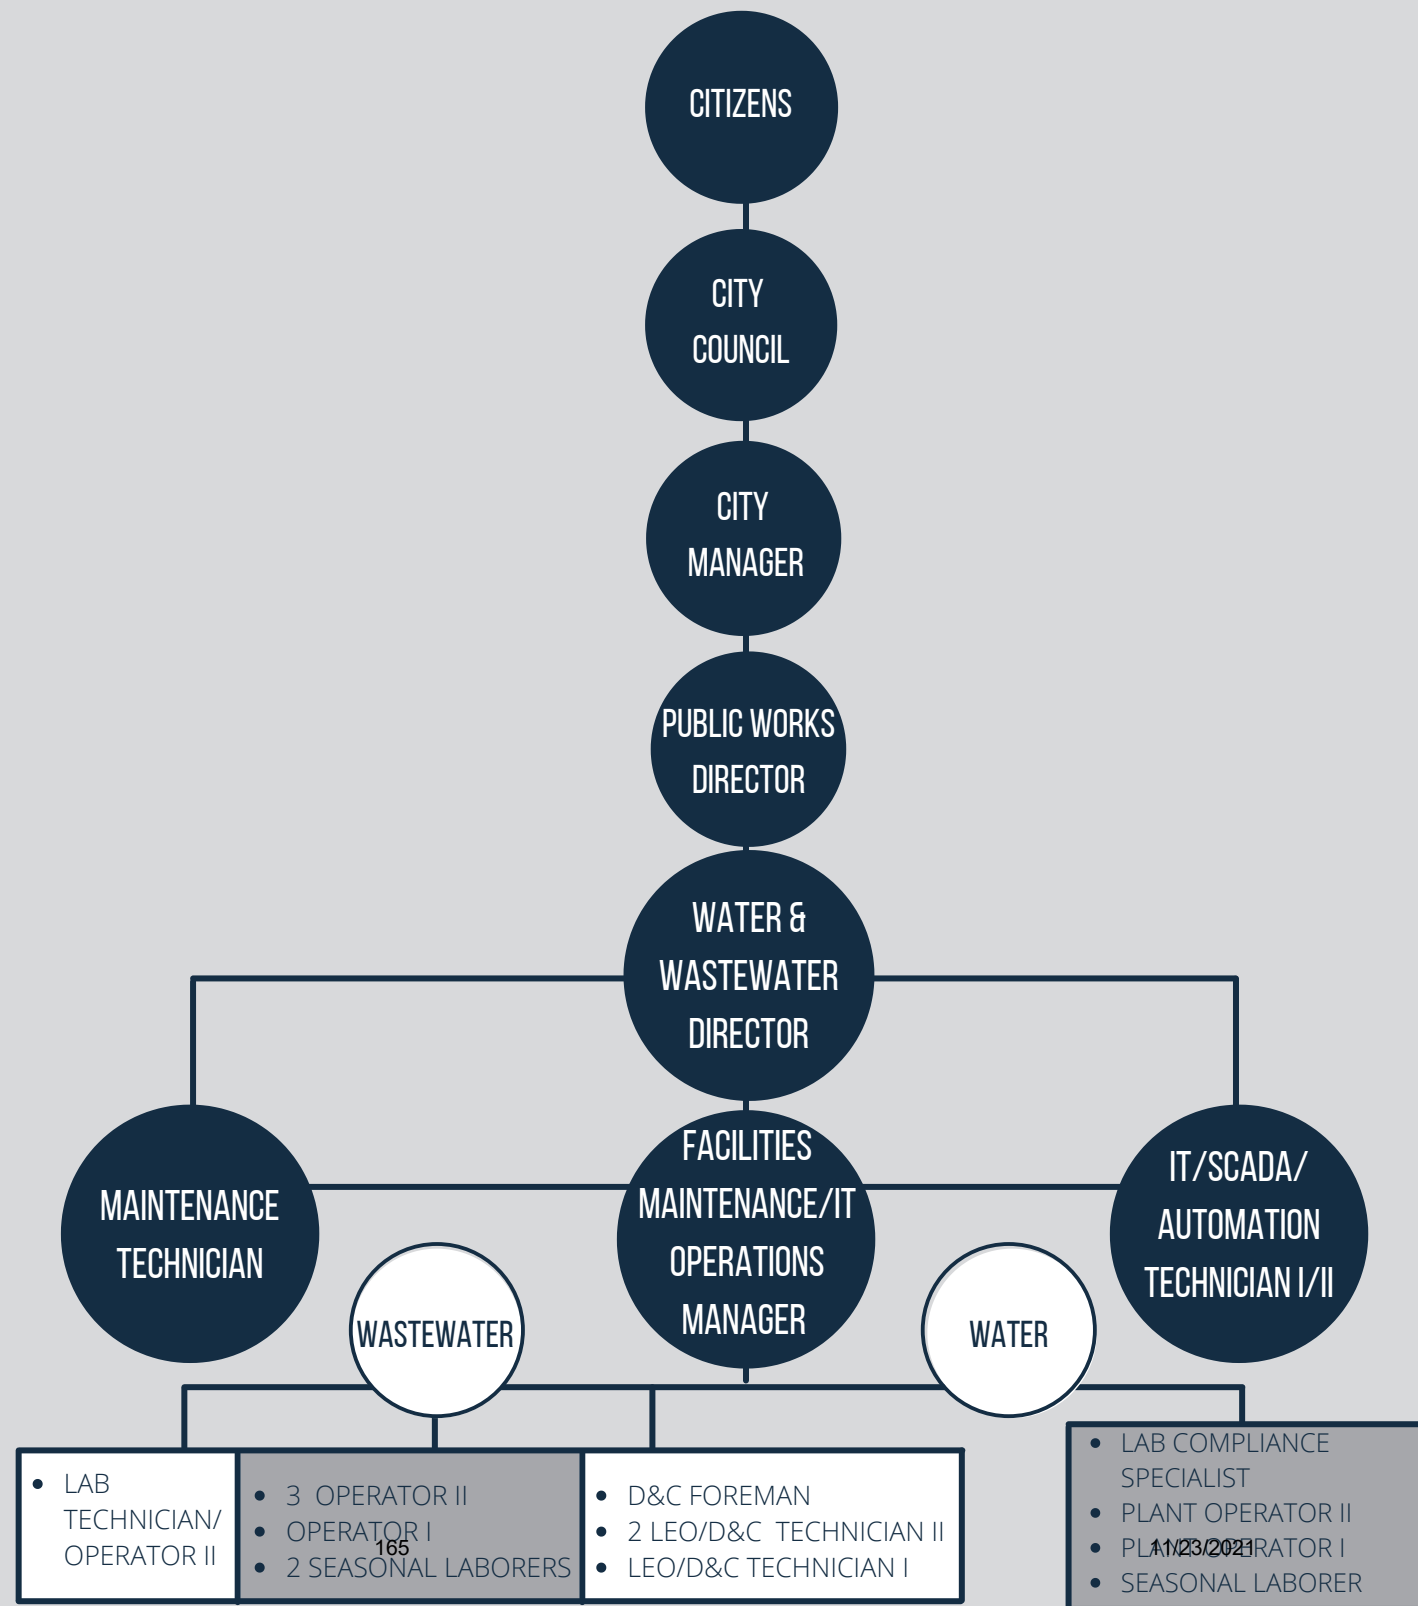 CITIZENS
CITY
COUNCIL
CITY
MANAGER
PUBLIC WORKS
DIRECTOR
WATER &
WASTEWATER
DIRECTOR
MAINTENANCE
TECHNICIAN
FACILITIES
MAINTENANCE/IT
OPERATIONS
MANAGER
IT/SCADA/
AUTOMATION
TECHNICIAN I/II
WASTEWATER
WATER
• LAB
TECHNICIAN/
OPERATOR II
• 3 OPERATOR II
• OPERATOR I
• 2 SEASONAL LABORERS
• D&C FOREMAN
• 2 LEO/D&C TECHNICIAN II
• LEO/D&C TECHNICIAN I
• LAB COMPLIANCE
SPECIALIST
• PLANT OPERATOR II
• PLANT OPERATOR I
• SEASONAL LABORER
165
11/23/2021